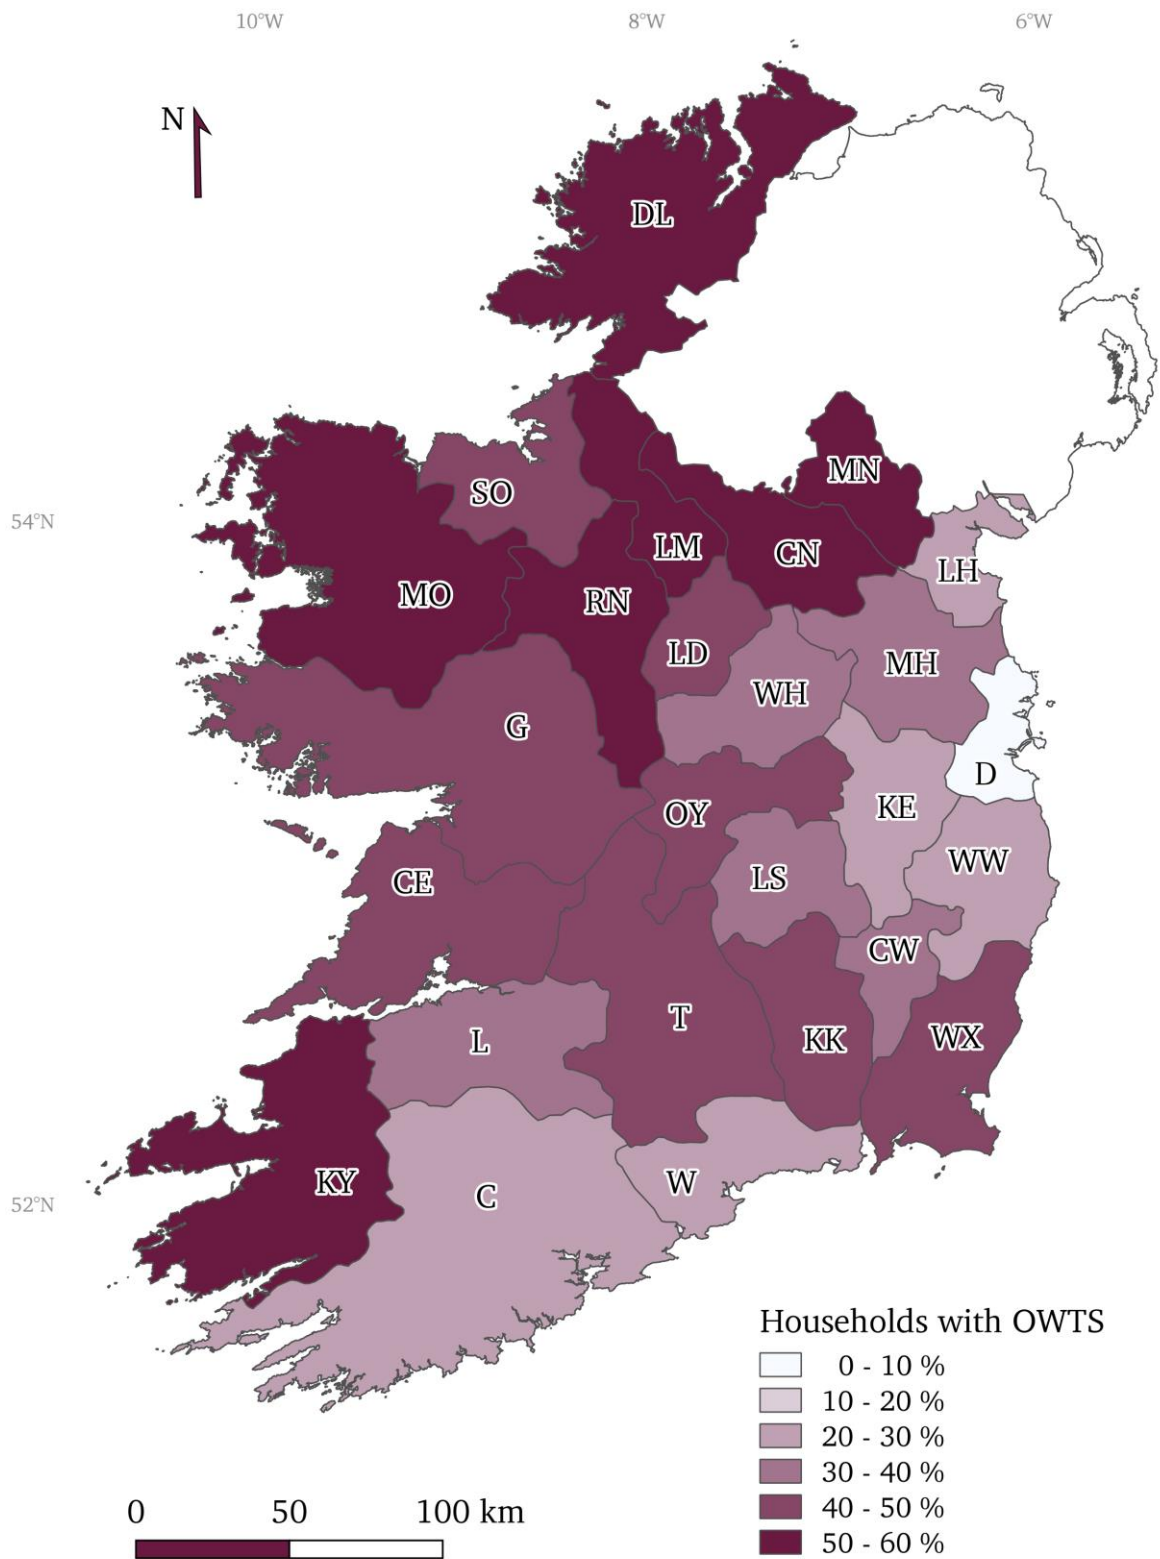 10°W 8°W 6°W
N
DL
MN
SO
54°N
LM CN
LH
MO RN
LD MH
WH
G
D
OY KE
WW
CE LS
CW
T
L KK WX
KY C W
52°N
Households with OWTS
0 - 10 %
10 - 20 %
20 - 30 %
30 - 40 %
40 - 50 %
50 - 60 %
0 50 100 km